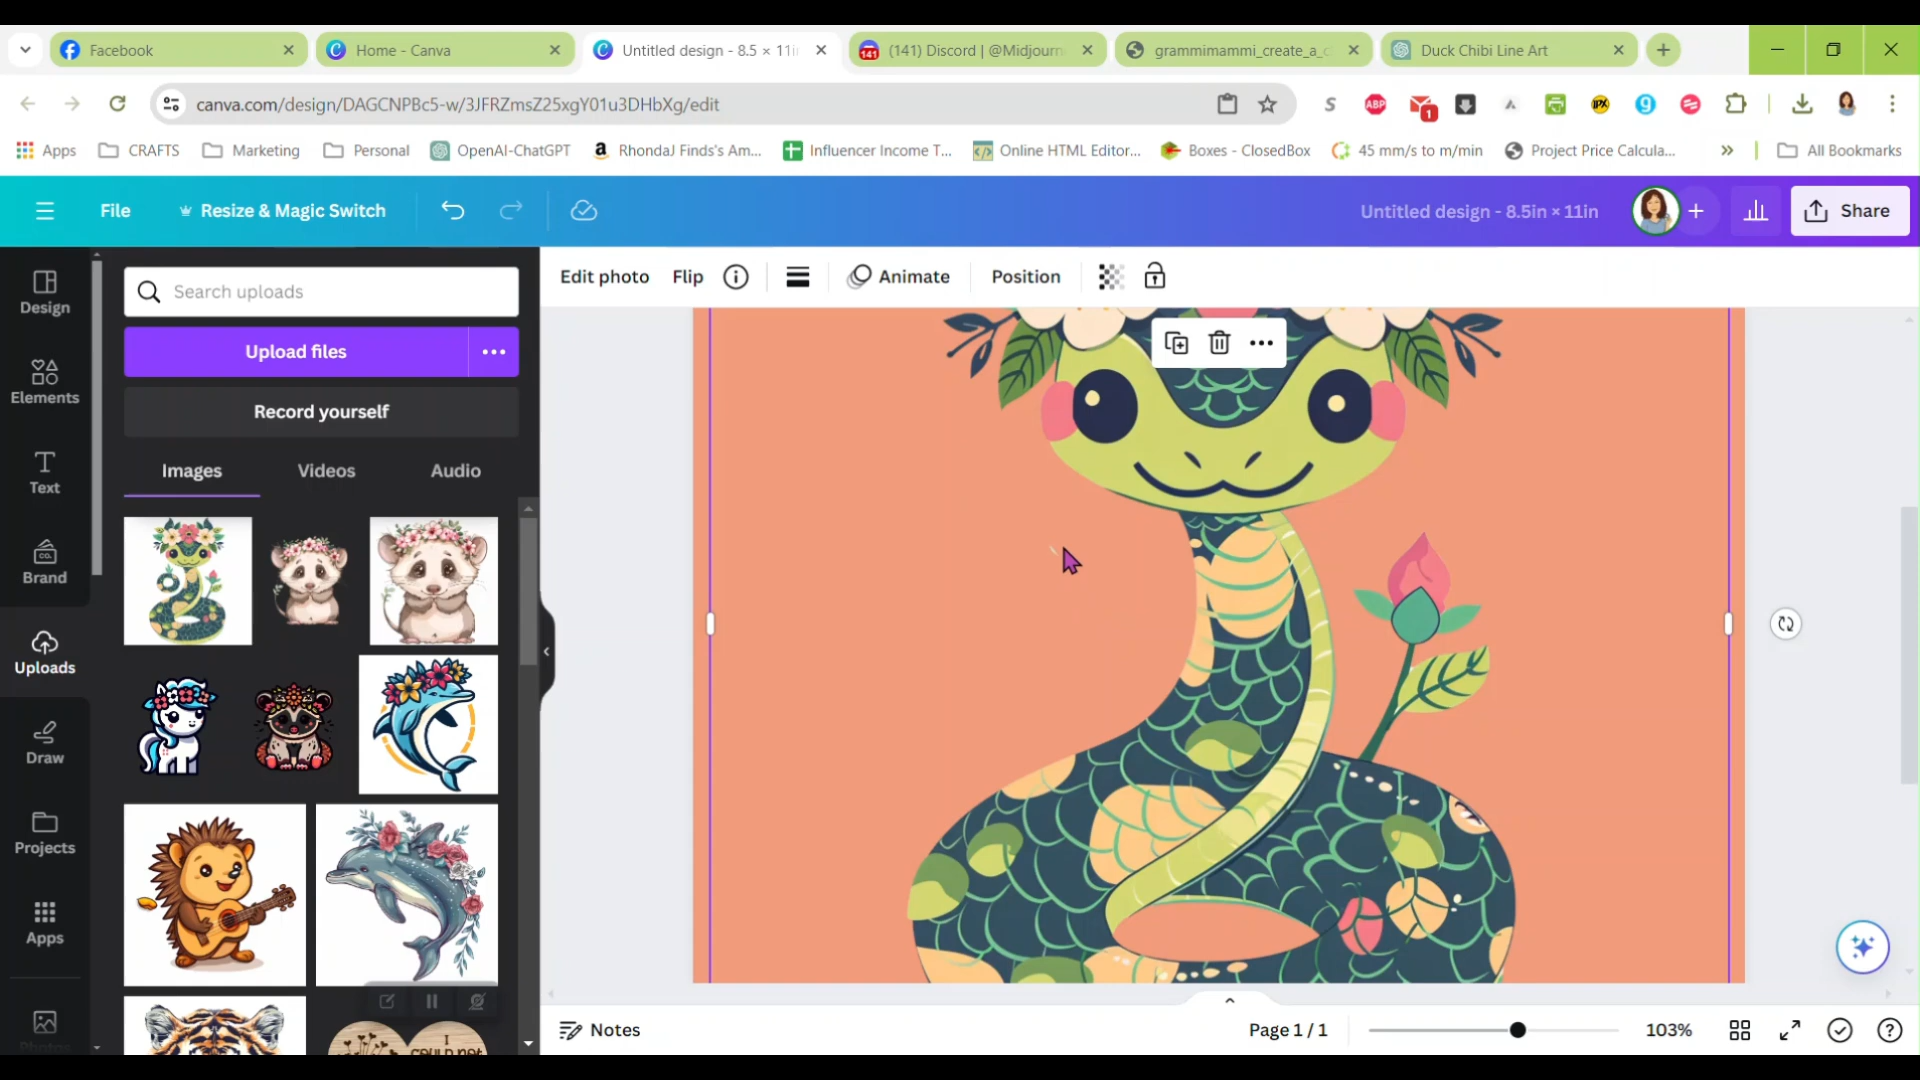 Facebook
Home - Canva
Untitled design - 8.5 × 11i
(141) Discord | @Midjourn
grammimammi_create_a_c
Duck Chibi Line Art
canva.com/design/DAGCNPBc5-w/3JFRZmsZ25xgY01u3DHbXg/edit
Apps
CRAFTS
Marketing
Personal
OpenAI-ChatGPT
RhondaJ Finds's Am...
Influencer Income T...
Online HTML Editor...
Boxes - ClosedBox
45 mm/s to m/min
Project Price Calcula...
All Bookmarks
File
Resize & Magic Switch
Untitled design - 8.5in × 11in
Share
Design
Elements
Text
Brand
Uploads
Draw
Projects
Apps
Photos
Search uploads
Upload files
Record yourself
Images
Videos
Audio
Edit photo
Flip
Animate
Position
Notes
Page 1 / 1
103%